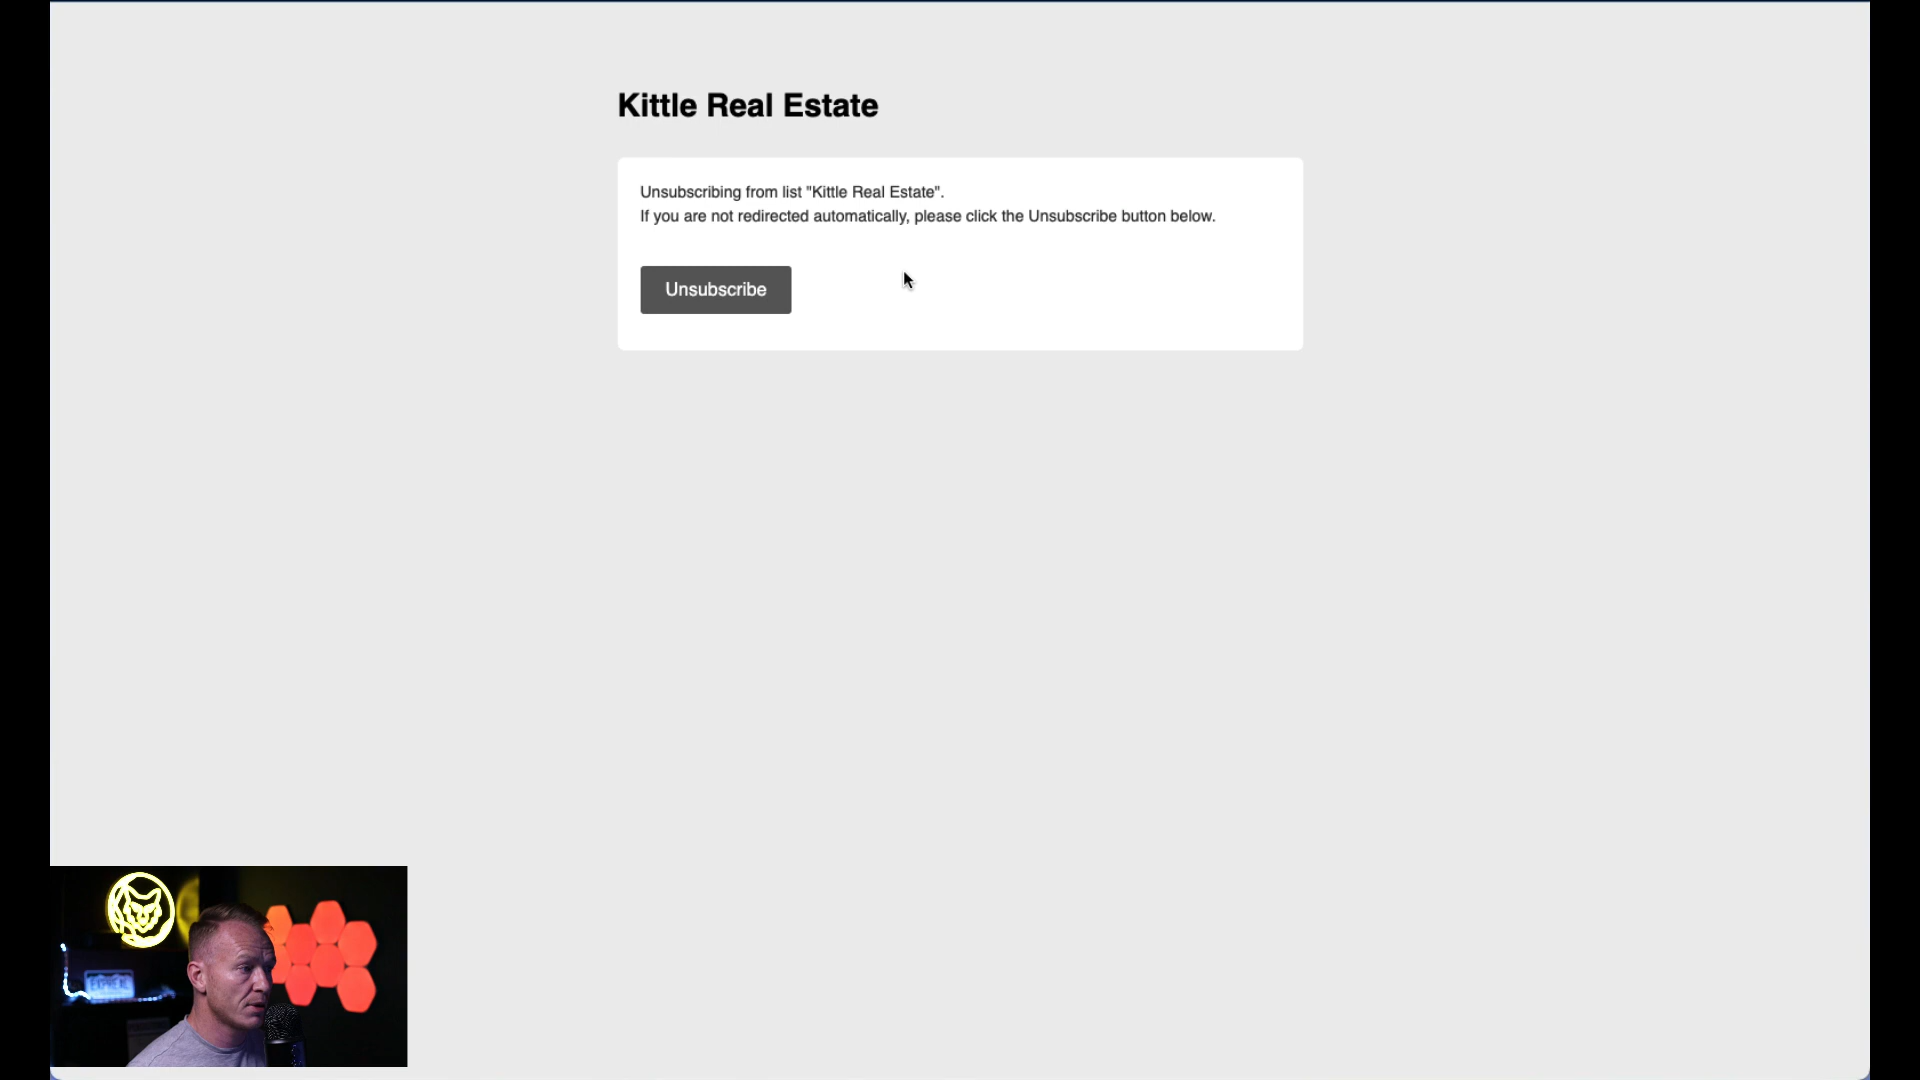 Kittle Real Estate
Unsubscribing from list "Kittle Real Estate".
If you are not redirected automatically, please click the Unsubscribe button below.
Unsubscribe